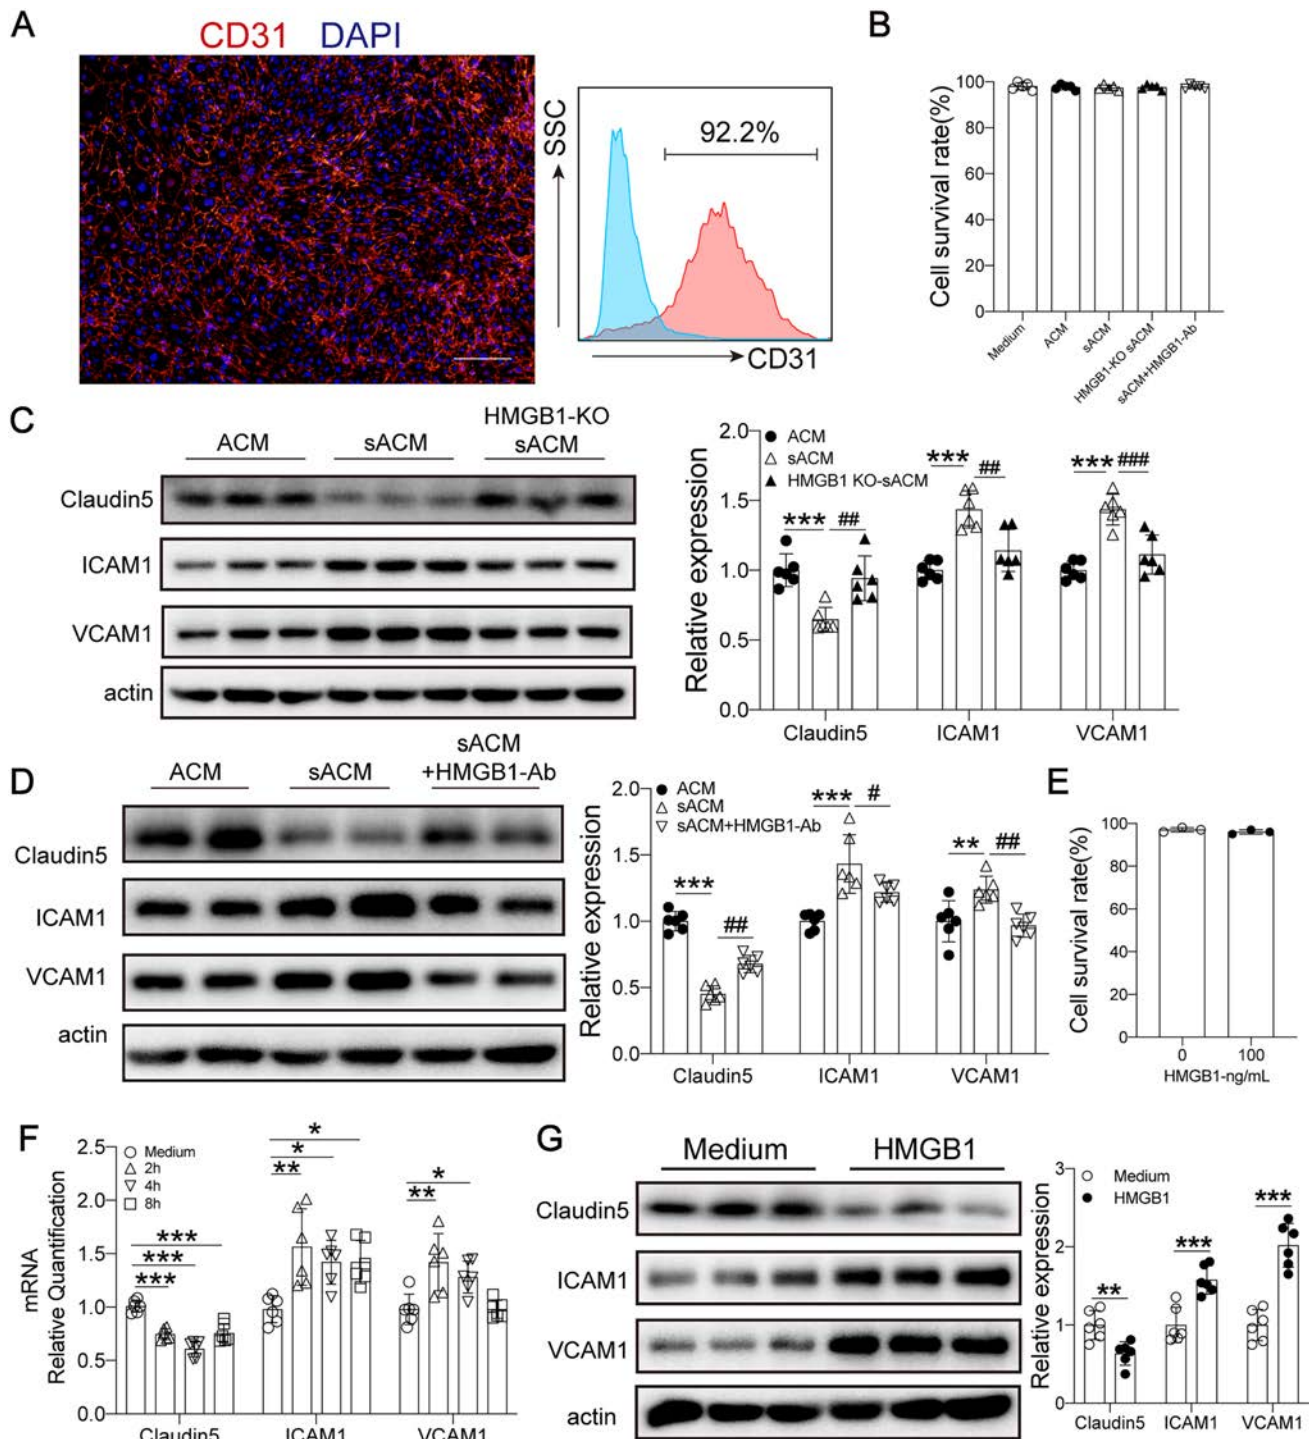 A
CD31 DAPI
SSC
92.2%
CD31
B
Cell survival rate(%)
100
80
60
40
20
0
Medium
ACM
sACM
HMGB1-KO sACM
sACM+HMGB1-Ab
C
ACM
sACM
HMGB1-KO
sACM
Claudin5
ICAM1
VCAM1
actin
Relative expression
2.0
1.5
1.0
0.5
0.0
ACM
sACM
HMGB1 KO-sACM
*** ##
*** ##
*** ###
Claudin5 ICAM1 VCAM1
D
ACM
sACM
sACM
+HMGB1-Ab
Claudin5
ICAM1
VCAM1
actin
Relative expression
2.0
1.5
1.0
0.5
0.0
ACM
sACM
sACM+HMGB1-Ab
*** ##
*** #
** ##
Claudin5 ICAM1 VCAM1
E
Cell survival rate(%)
100
80
60
40
20
0
0 100
HMGB1-ng/mL
F
mRNA
Relative Quantification
2.5
2.0
1.5
1.0
0.5
0.0
Medium
2h
4h
8h
***
***
***
*
*
**
*
**
Claudin5 ICAM1 VCAM1
G
Medium HMGB1
Claudin5
ICAM1
VCAM1
actin
Relative expression
3
2
1
0
Medium
HMGB1
**
***
***
Claudin5 ICAM1 VCAM1